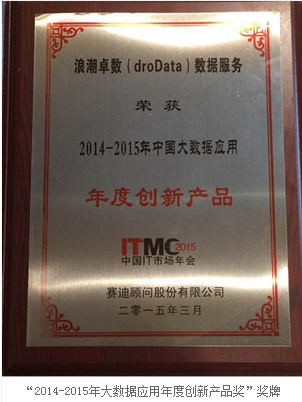 浪潮卓数（droData）数据服务
荣获
2014-2015年中国大数据应用
年度创新产品
ITMC2015
中国IT市场年会
赛迪顾问股份有限公司
二零一五年三月
“2014-2015年大数据应用年度创新产品奖”奖牌